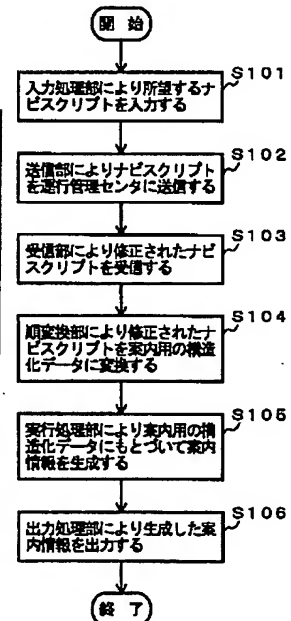 開 始
S101
入力処理部により所望するナ
ビスクリプトを入力する
S102
送信部によりナビスクリプト
を運行管理センタに送信する
S103
受信部により修正されたナビ
スクリプトを受信する
S104
順変換部により修正されたナ
ビスクリプトを案内用の構造
化データに変換する
S105
実行処理部により案内用の構
造化データにもとづいて案内
情報を生成する
S106
出力処理部により生成した案
内情報を出力する
終 了